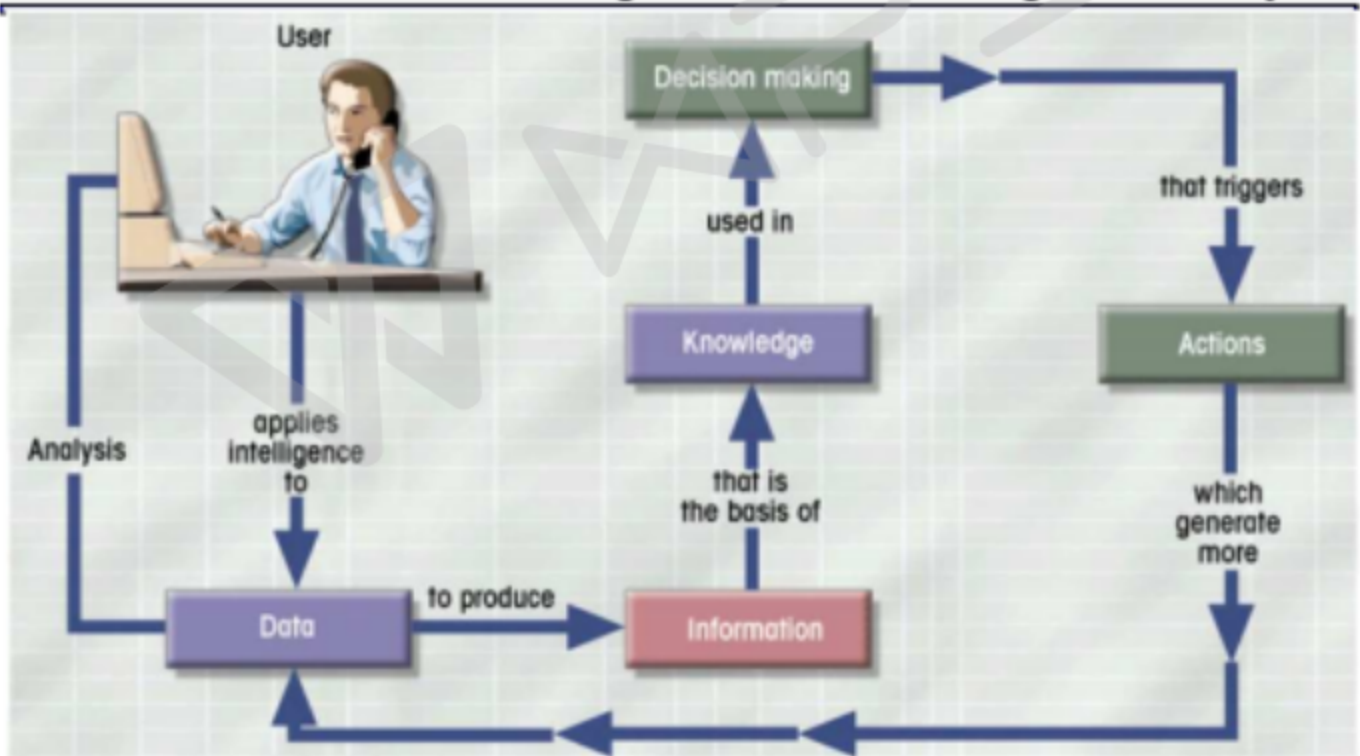 User
Decision making
that triggers
used in
Knowledge
Actions
Analysis
applies
intelligence
to
that is
the basis of
which
generate
more
Data
to produce
Information